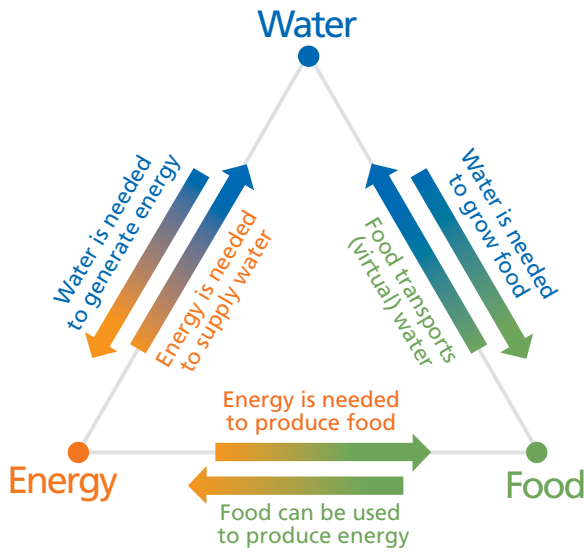 Water
Water is needed
to generate energy
Energy is needed
to supply water
Food transports
(virtual) water
Water is needed
to grow food
Energy is needed
to produce food
Energy
Food
Food can be used
to produce energy